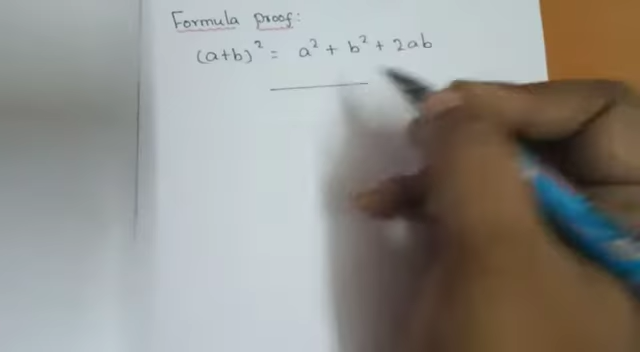 Formula proof:
(a+b)² = a² + b² + 2ab